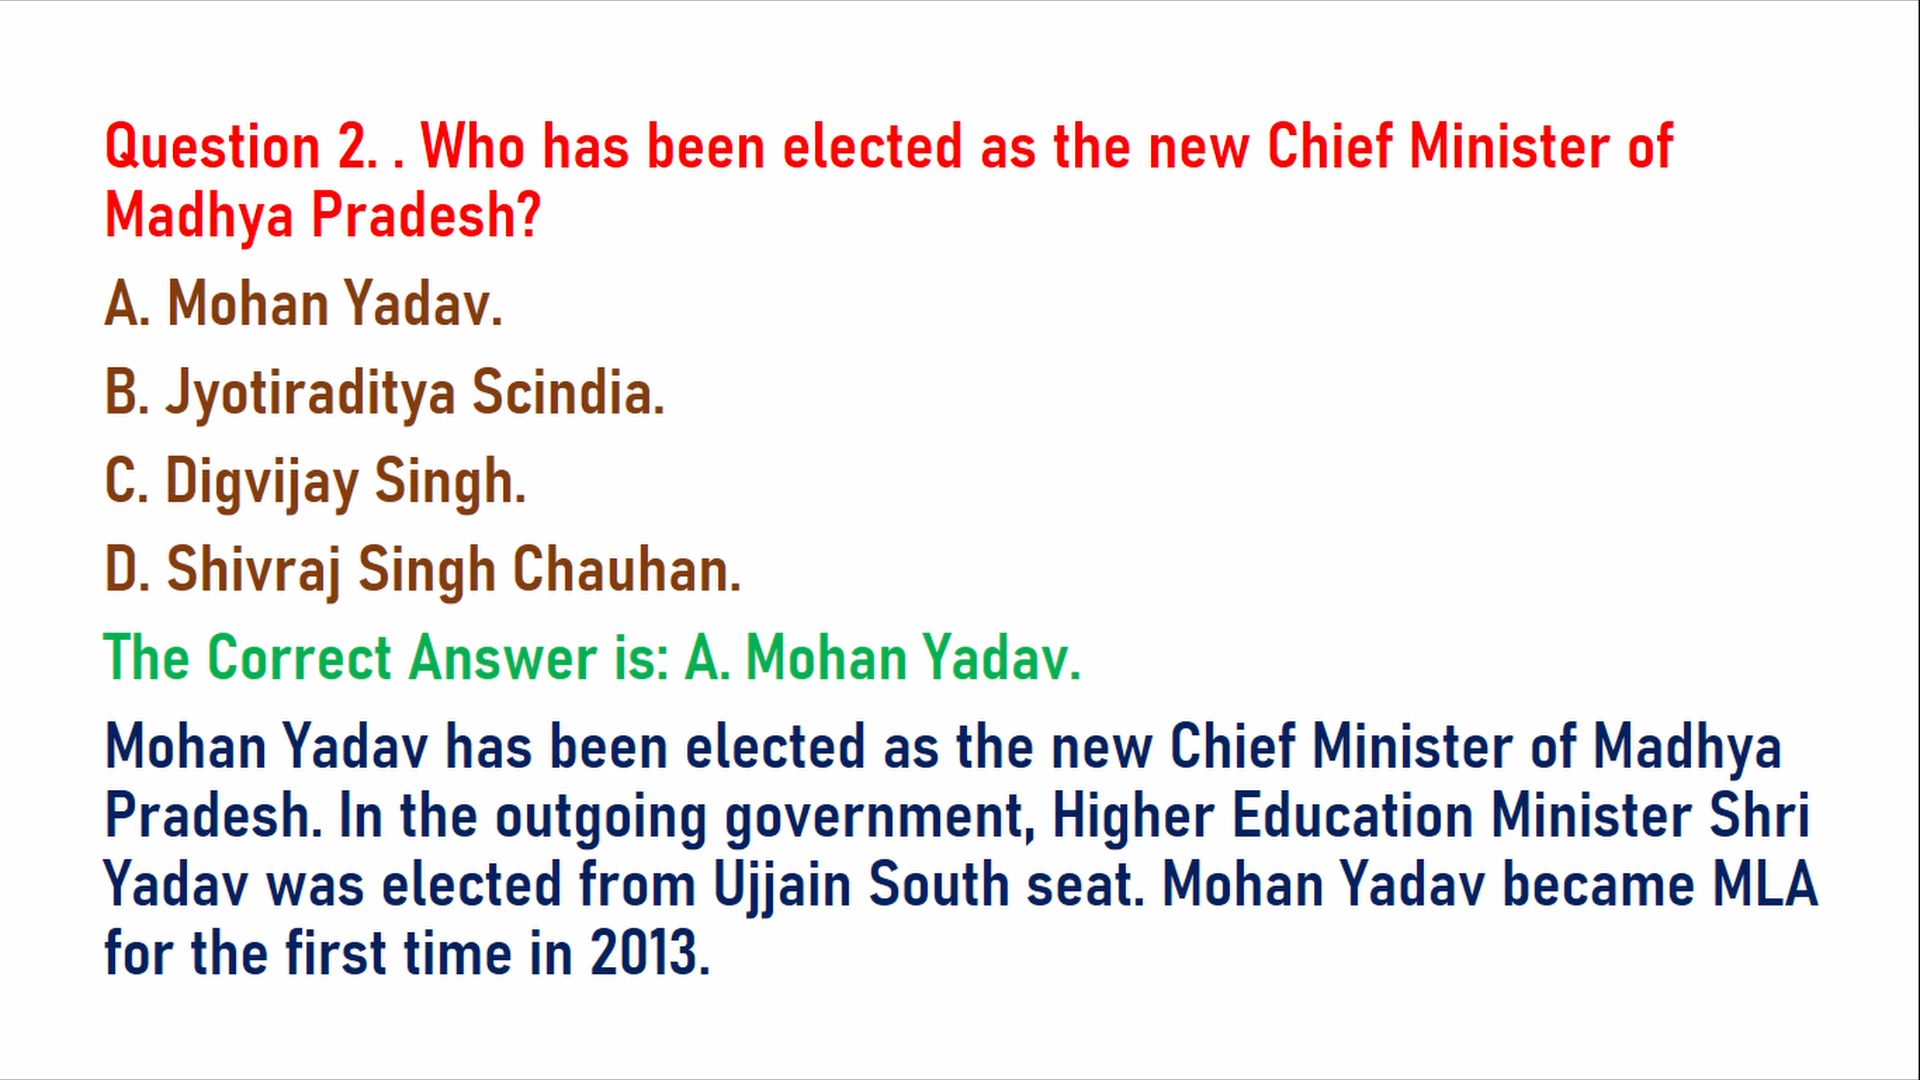 Question 2. . Who has been elected as the new Chief Minister of
Madhya Pradesh?
A. Mohan Yadav.
B. Jyotiraditya Scindia.
C. Digvijay Singh.
D. Shivraj Singh Chauhan.
The Correct Answer is: A. Mohan Yadav.
Mohan Yadav has been elected as the new Chief Minister of Madhya
Pradesh. In the outgoing government, Higher Education Minister Shri
Yadav was elected from Ujjain South seat. Mohan Yadav became MLA
for the first time in 2013.